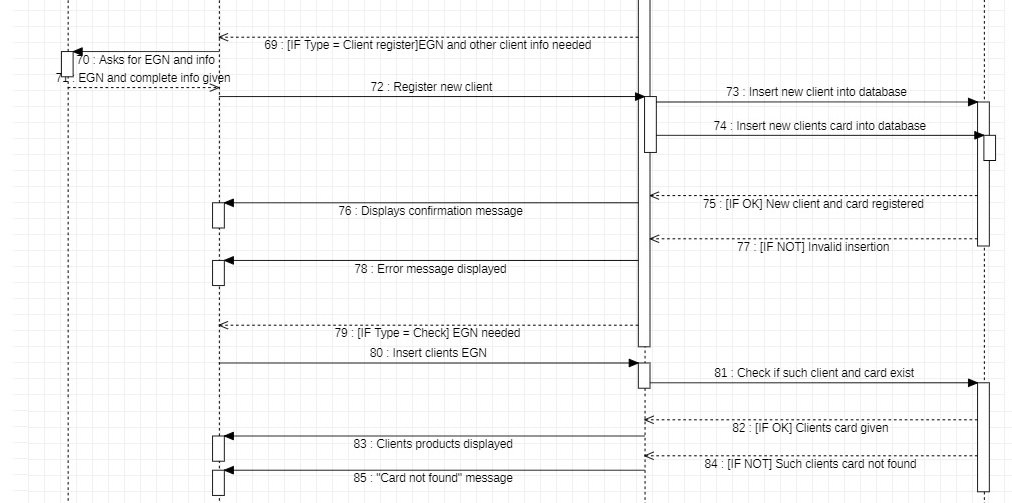 69 : [IF Type = Client register]EGN and other client info needed
70 : Asks for EGN and info
71 : EGN and complete info given
72 : Register new client
73 : Insert new client into database
74 : Insert new clients card into database
75 : [IF OK] New client and card registered
76 : Displays confirmation message
77 : [IF NOT] Invalid insertion
78 : Error message displayed
79 : [IF Type = Check] EGN needed
80 : Insert clients EGN
81 : Check if such client and card exist
82 : [IF OK] Clients card given
83 : Clients products displayed
84 : [IF NOT] Such clients card not found
85 : "Card not found" message